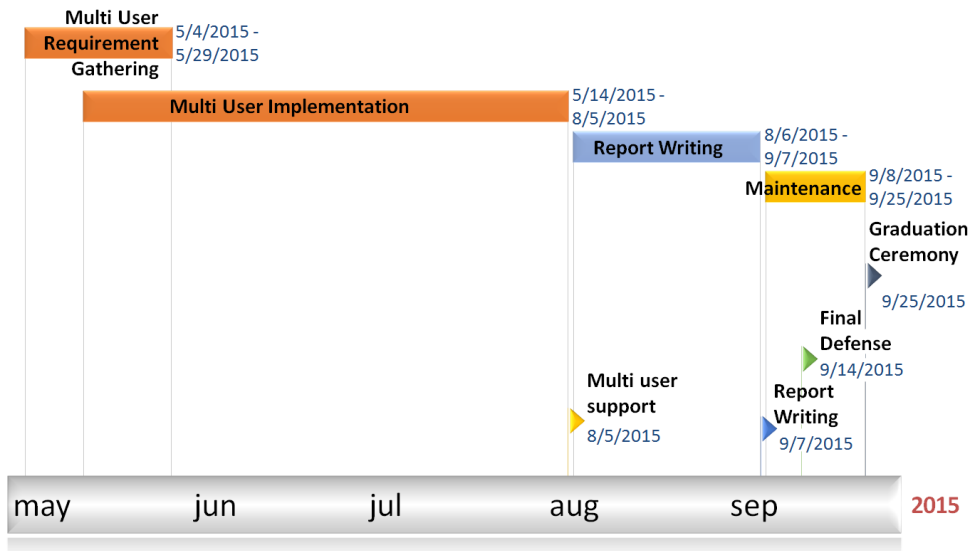 Multi User
Requirement
Gathering
5/4/2015 -
5/29/2015
Multi User Implementation
5/14/2015 -
8/5/2015
Report Writing
8/6/2015 -
9/7/2015
Maintenance
9/8/2015 -
9/25/2015
Graduation
Ceremony
9/25/2015
Final
Defense
9/14/2015
Multi user
support
8/5/2015
Report
Writing
9/7/2015
may jun jul aug sep 2015